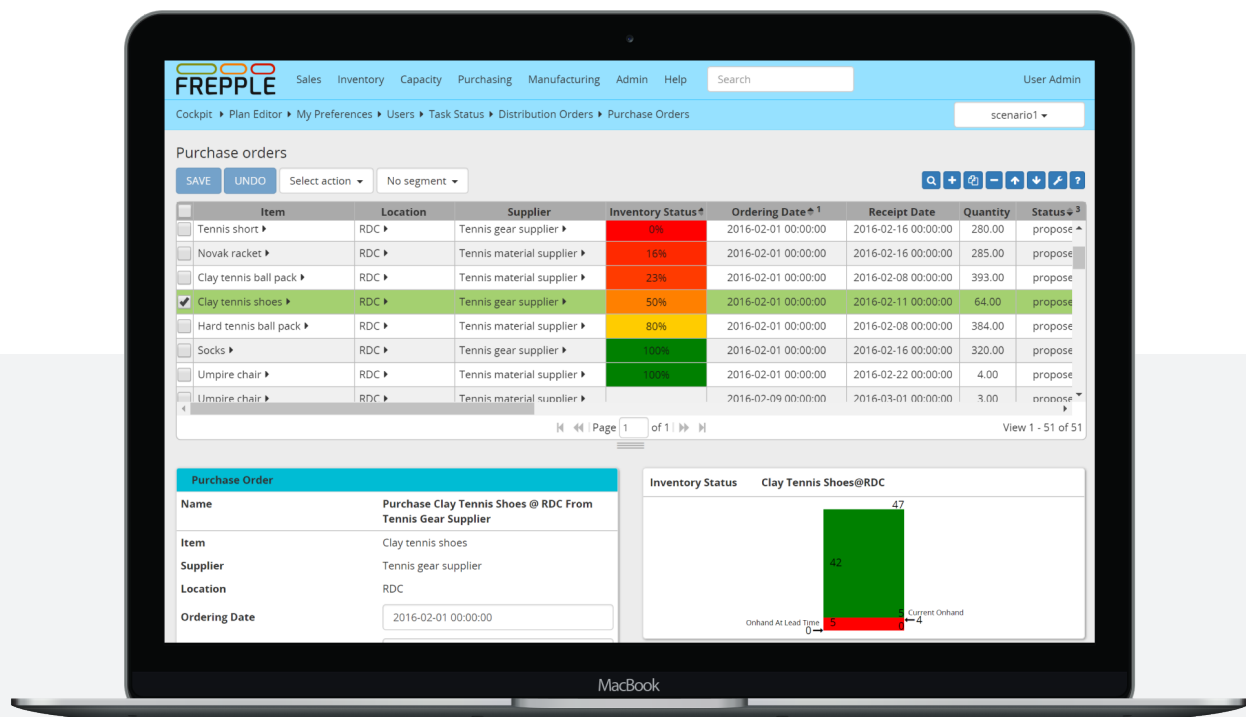 FREPPLE Sales Inventory Capacity Purchasing Manufacturing Admin Help Search User Admin
Cockpit Plan Editor My Preferences Users Task Status Distribution Orders Purchase Orders scenario1
Purchase orders
SAVE UNDO Select action No segment ?
Item Location Supplier Inventory Status Ordering Date 1 Receipt Date Quantity Status 3
Tennis short RDC Tennis gear supplier 0% 2016-02-01 00:00:00 2016-02-16 00:00:00 280.00 propose
Novak racket RDC Tennis material supplier 16% 2016-02-01 00:00:00 2016-02-16 00:00:00 285.00 propose
Clay tennis ball pack RDC Tennis material supplier 23% 2016-02-01 00:00:00 2016-02-08 00:00:00 393.00 propose
Clay tennis shoes RDC Tennis gear supplier 50% 2016-02-01 00:00:00 2016-02-11 00:00:00 64.00 propose
Hard tennis ball pack RDC Tennis material supplier 80% 2016-02-01 00:00:00 2016-02-08 00:00:00 384.00 propose
Socks RDC Tennis gear supplier 100% 2016-02-01 00:00:00 2016-02-16 00:00:00 320.00 propose
Umpire chair RDC Tennis material supplier 100% 2016-02-01 00:00:00 2016-02-22 00:00:00 4.00 propose
Umpire chair RDC Tennis material supplier 2016-02-09 00:00:00 2016-03-01 00:00:00 3.00 propose
Page 1 of 1 View 1 - 51 of 51
Purchase Order
Name Purchase Clay Tennis Shoes @ RDC From
Tennis Gear Supplier
Item Clay tennis shoes
Supplier Tennis gear supplier
Location RDC
Ordering Date 2016-02-01 00:00:00
Inventory Status Clay Tennis Shoes@RDC
47
42
5 Current Onhand
Onhand At Lead Time 5 0 4
0
MacBook